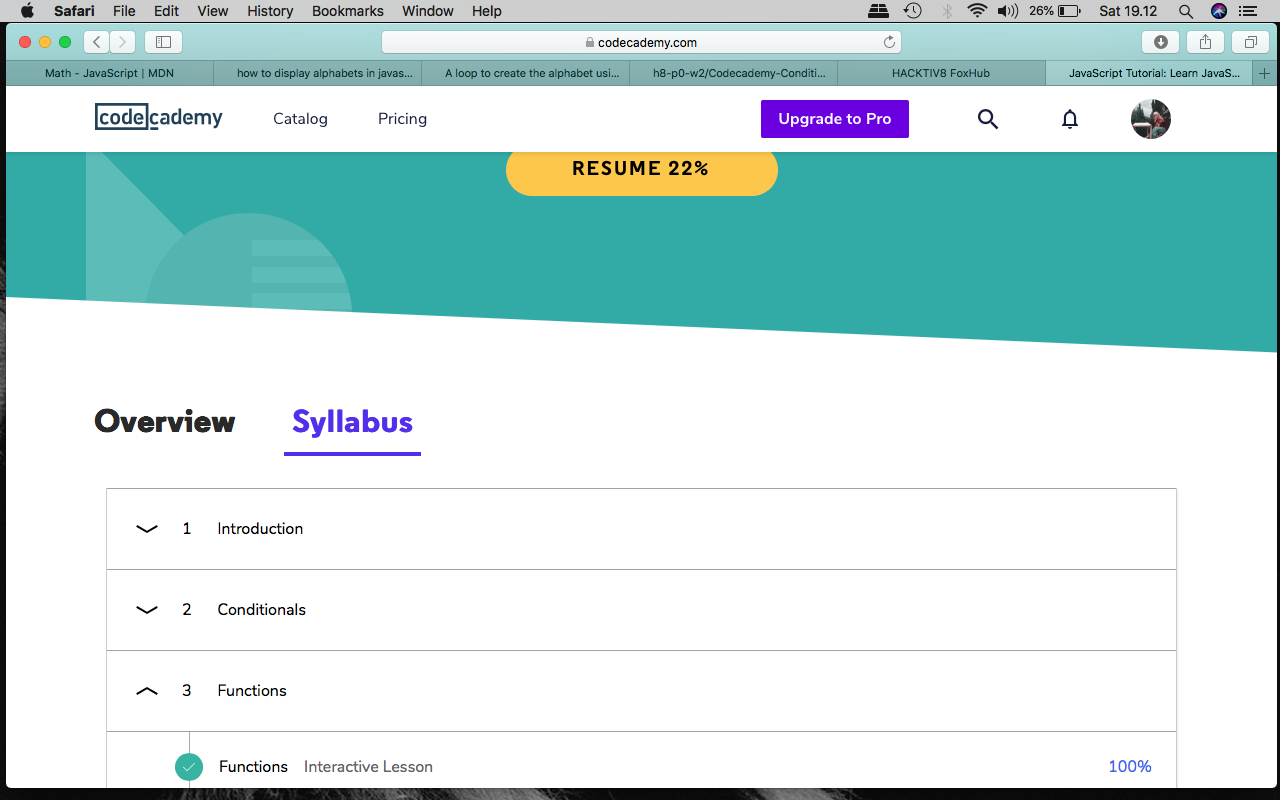 Safari File Edit View History Bookmarks Window Help 26% Sat 19.12
codecademy.com
Math - JavaScript | MDN how to display alphabets in javas... A loop to create the alphabet usi... h8-p0-w2/Codecademy-Conditi... HACKTIV8 FoxHub JavaScript Tutorial: Learn JavaS...
codecademy Catalog Pricing Upgrade to Pro
RESUME 22%
Overview Syllabus
1 Introduction
2 Conditionals
3 Functions
Functions Interactive Lesson 100%